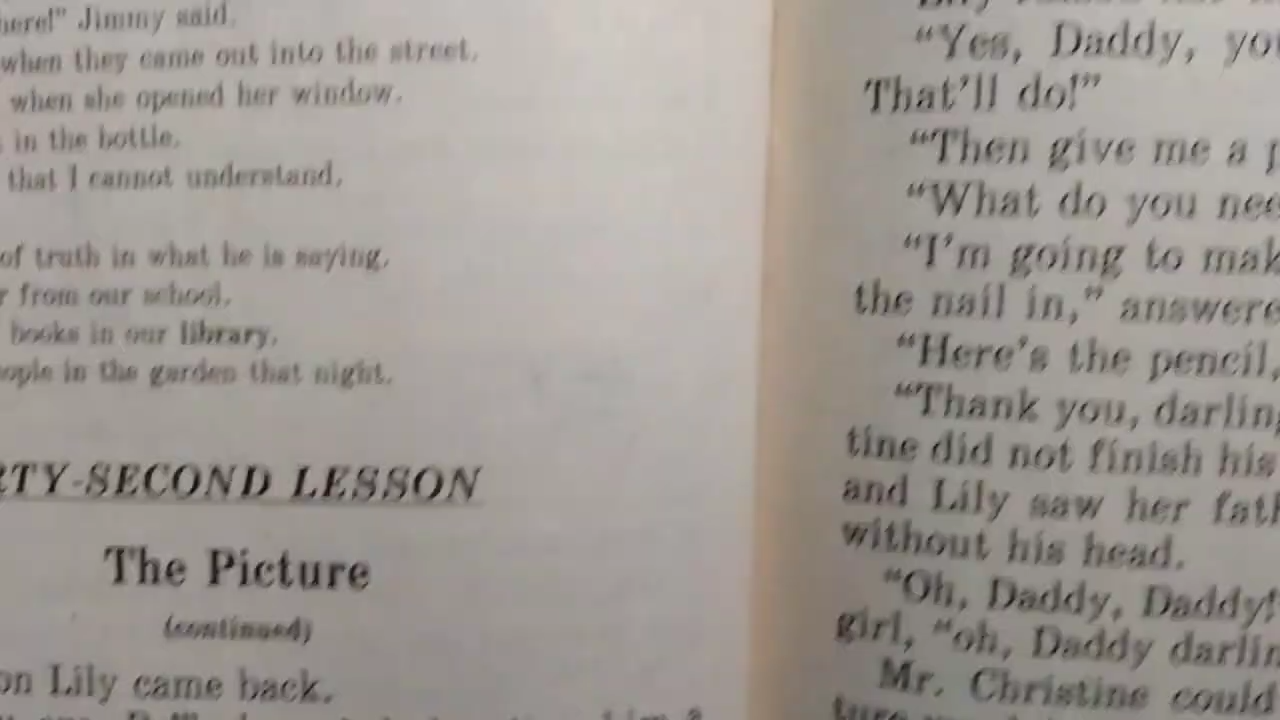 here!" Jimmy said.
when they came out into the street.
when she opened her window.
in the bottle.
that I cannot understand.
of truth in what he is saying.
from our school.
books in our library.
people in the garden that night.
RTY-SECOND LESSON
The Picture
(continued)
on Lily came back.
"Yes, Daddy, you
That'll do!"
"Then give me a p
"What do you nee
"I'm going to mak
the nail in," answere
"Here's the pencil,
"Thank you, darling
tine did not finish his
and Lily saw her fath
without his head.
"Oh, Daddy, Daddy!
girl, "oh, Daddy darlin
Mr. Christine could